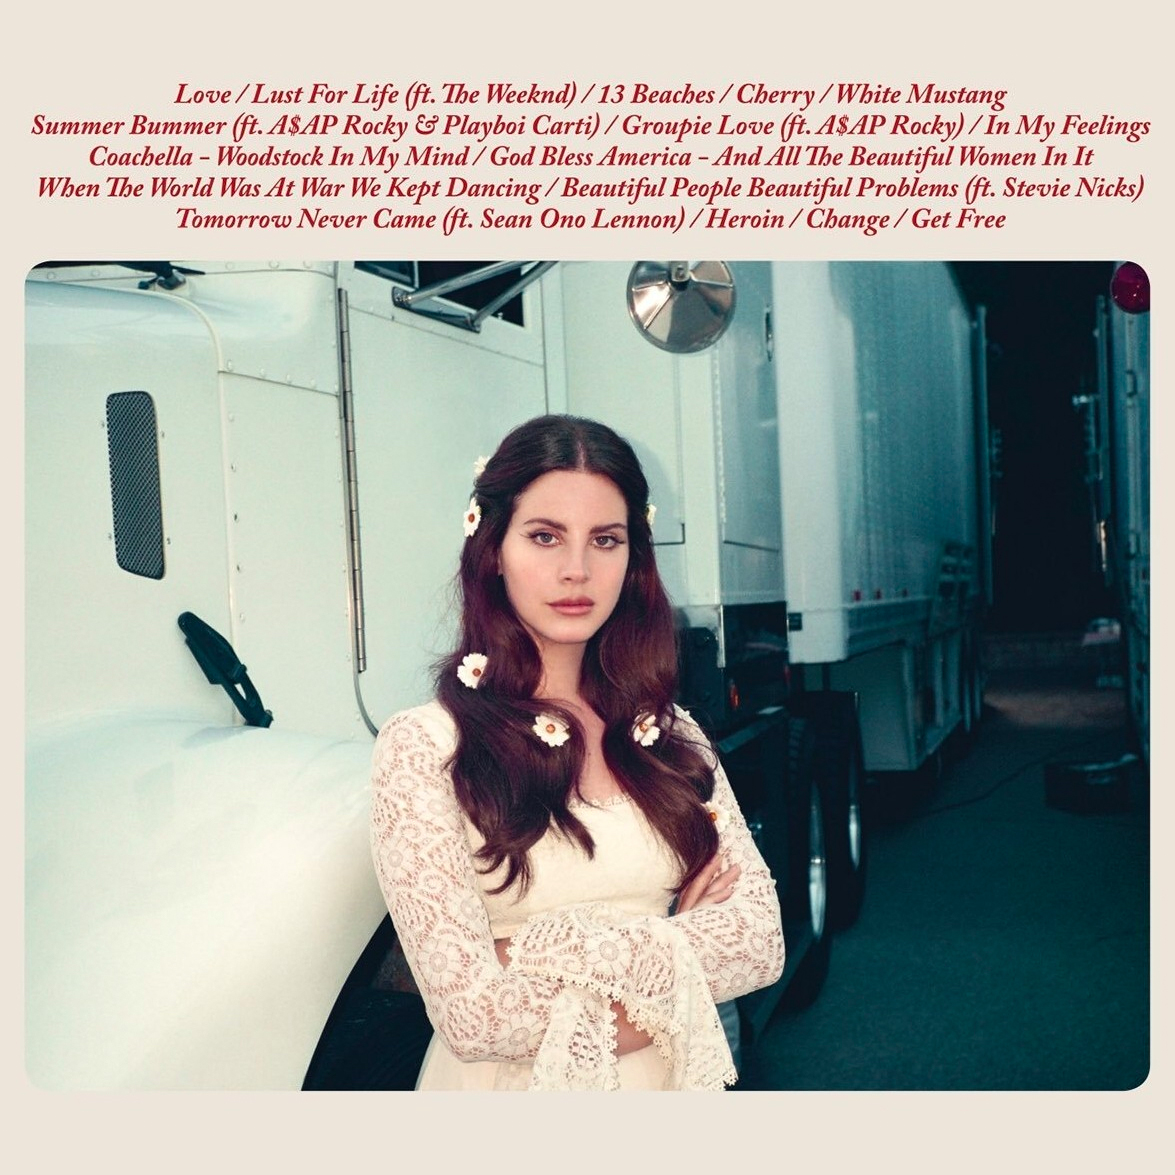 Love / Lust For Life (ft. The Weeknd) / 13 Beaches / Cherry / White Mustang
Summer Bummer (ft. A$AP Rocky & Playboi Carti) / Groupie Love (ft. A$AP Rocky) / In My Feelings
Coachella – Woodstock In My Mind / God Bless America – And All The Beautiful Women In It
When The World Was At War We Kept Dancing / Beautiful People Beautiful Problems (ft. Stevie Nicks)
Tomorrow Never Came (ft. Sean Ono Lennon) / Heroin / Change / Get Free